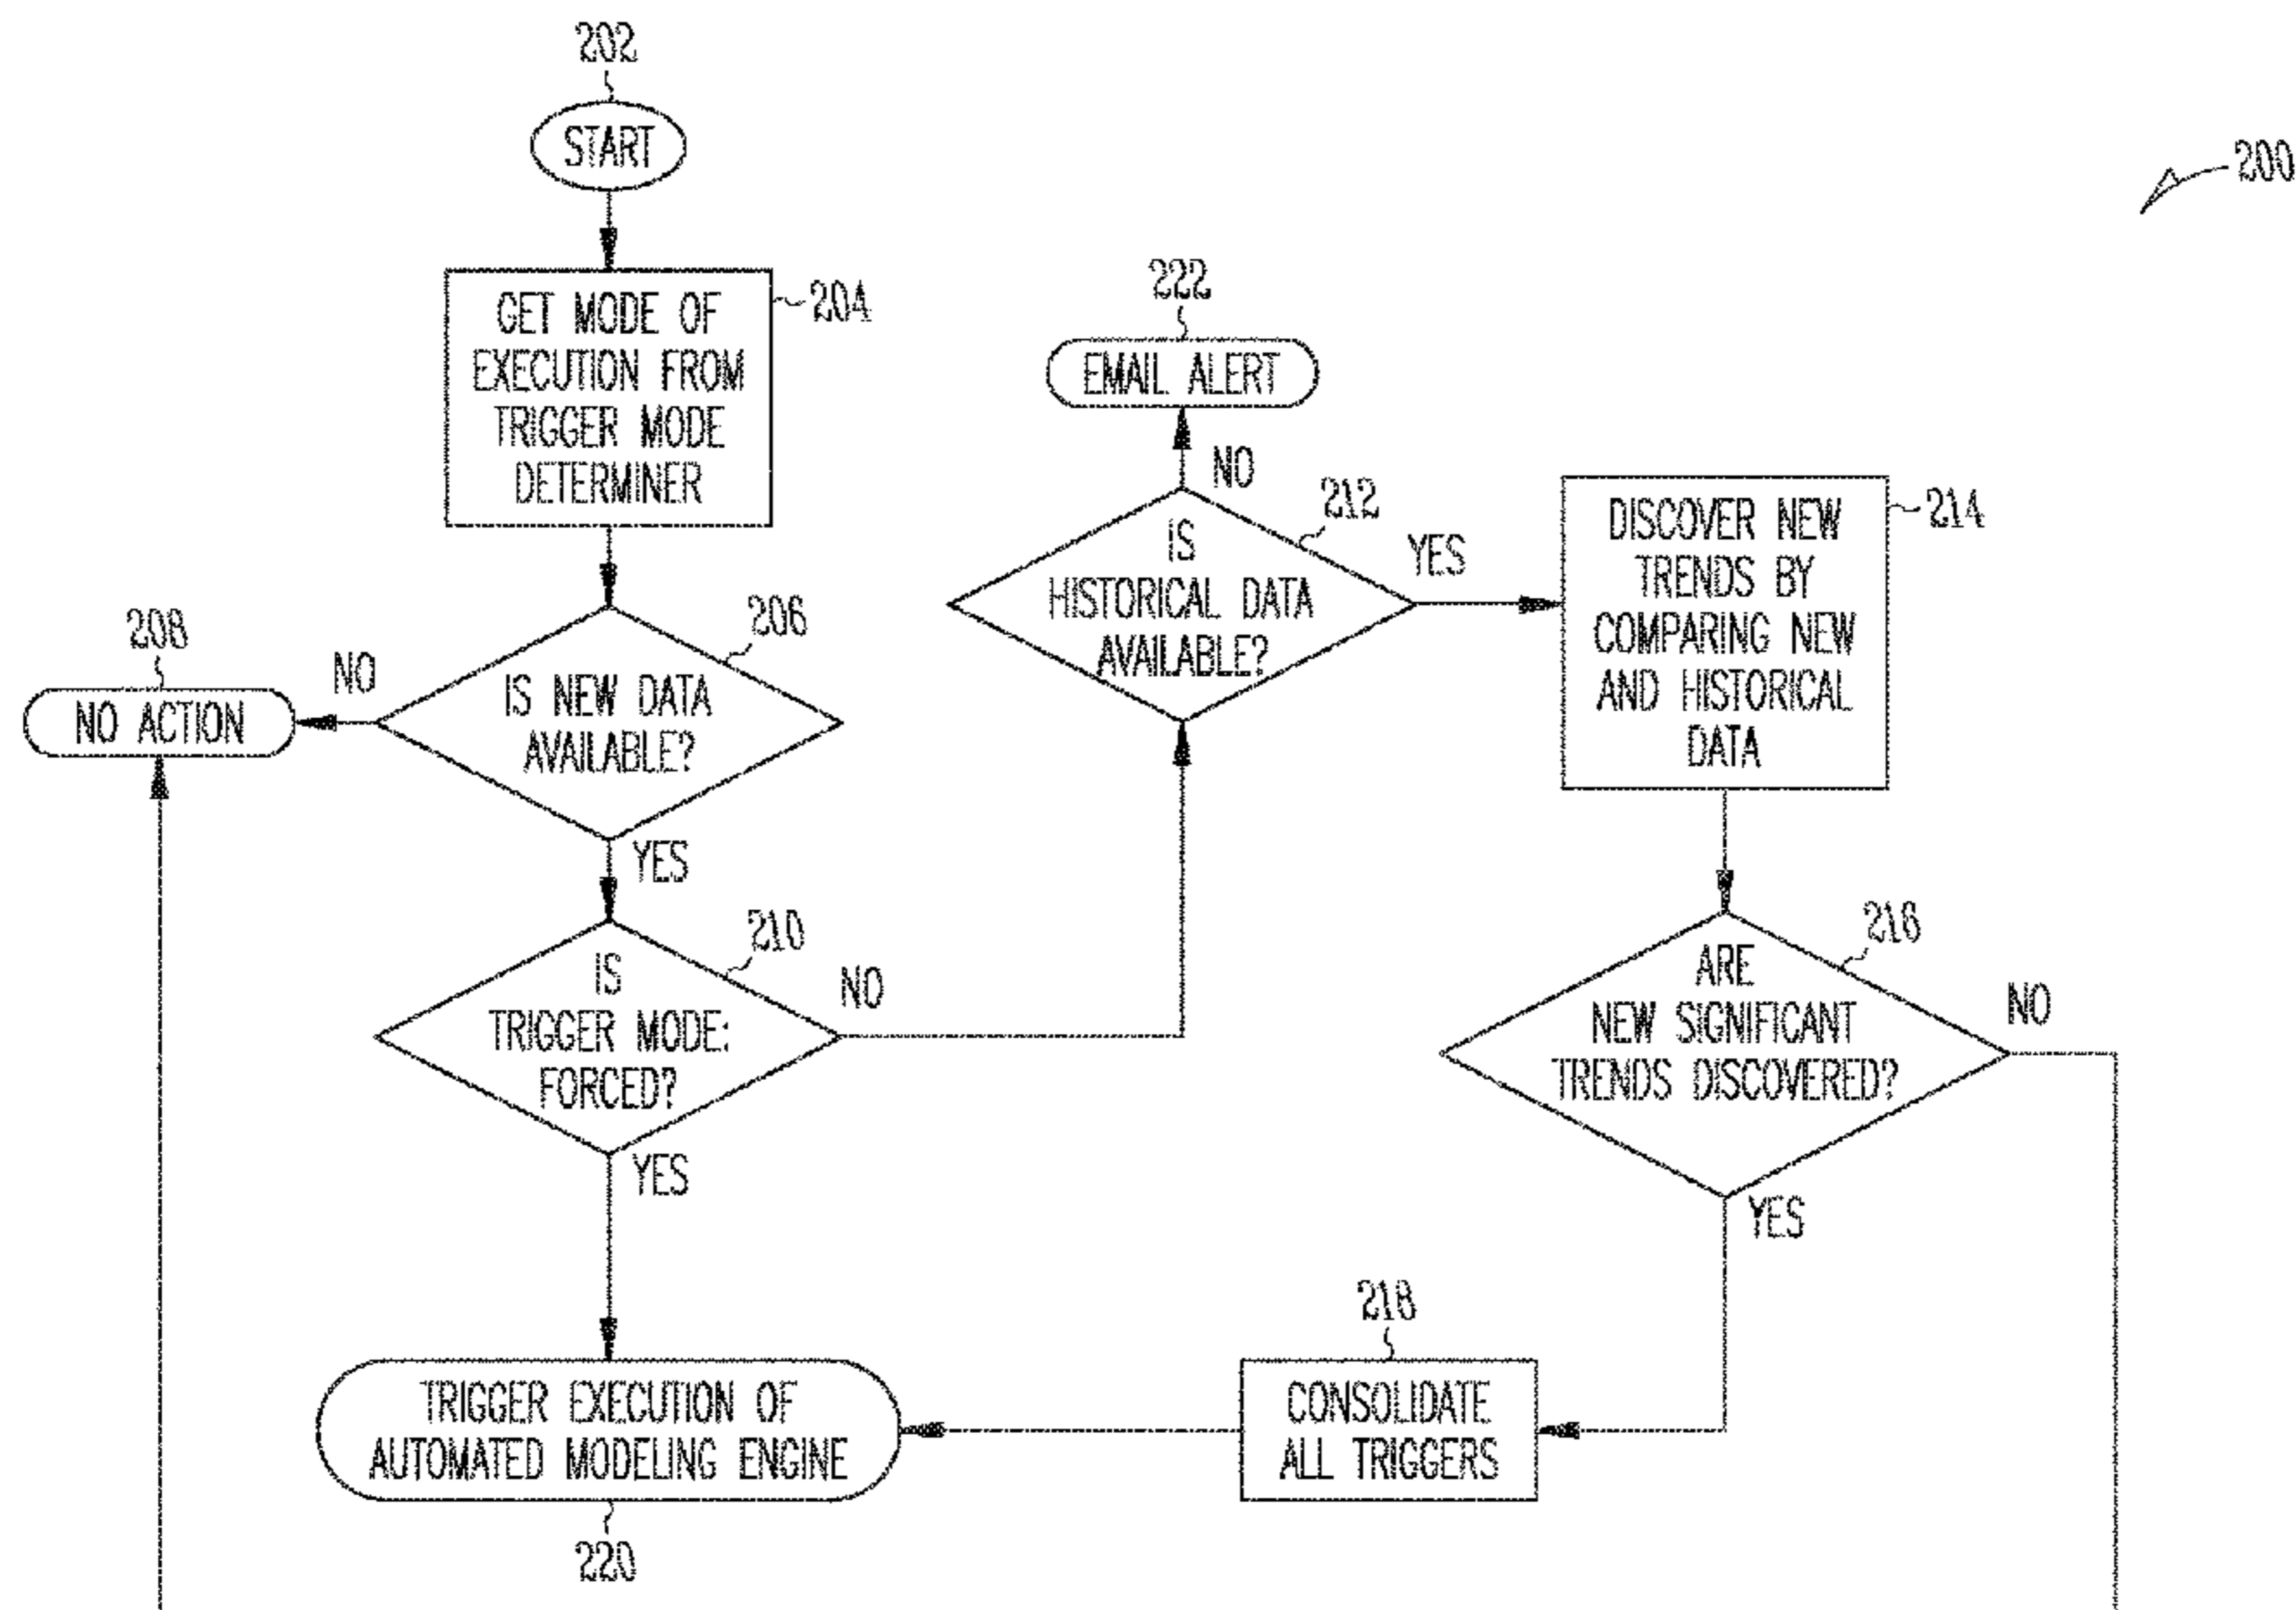 202
START
200
GET MODE OF
EXECUTION FROM
TRIGGER MODE
DETERMINER
204
222
EMAIL ALERT
NO
212
IS
HISTORICAL DATA
AVAILABLE?
YES
DISCOVER NEW
TRENDS BY
COMPARING NEW
AND HISTORICAL
DATA
214
206
IS NEW DATA
AVAILABLE?
NO
208
NO ACTION
YES
210
IS
TRIGGER MODE:
FORCED?
NO
YES
216
ARE
NEW SIGNIFICANT
TRENDS DISCOVERED?
NO
YES
218
CONSOLIDATE
ALL TRIGGERS
TRIGGER EXECUTION OF
AUTOMATED MODELING ENGINE
220